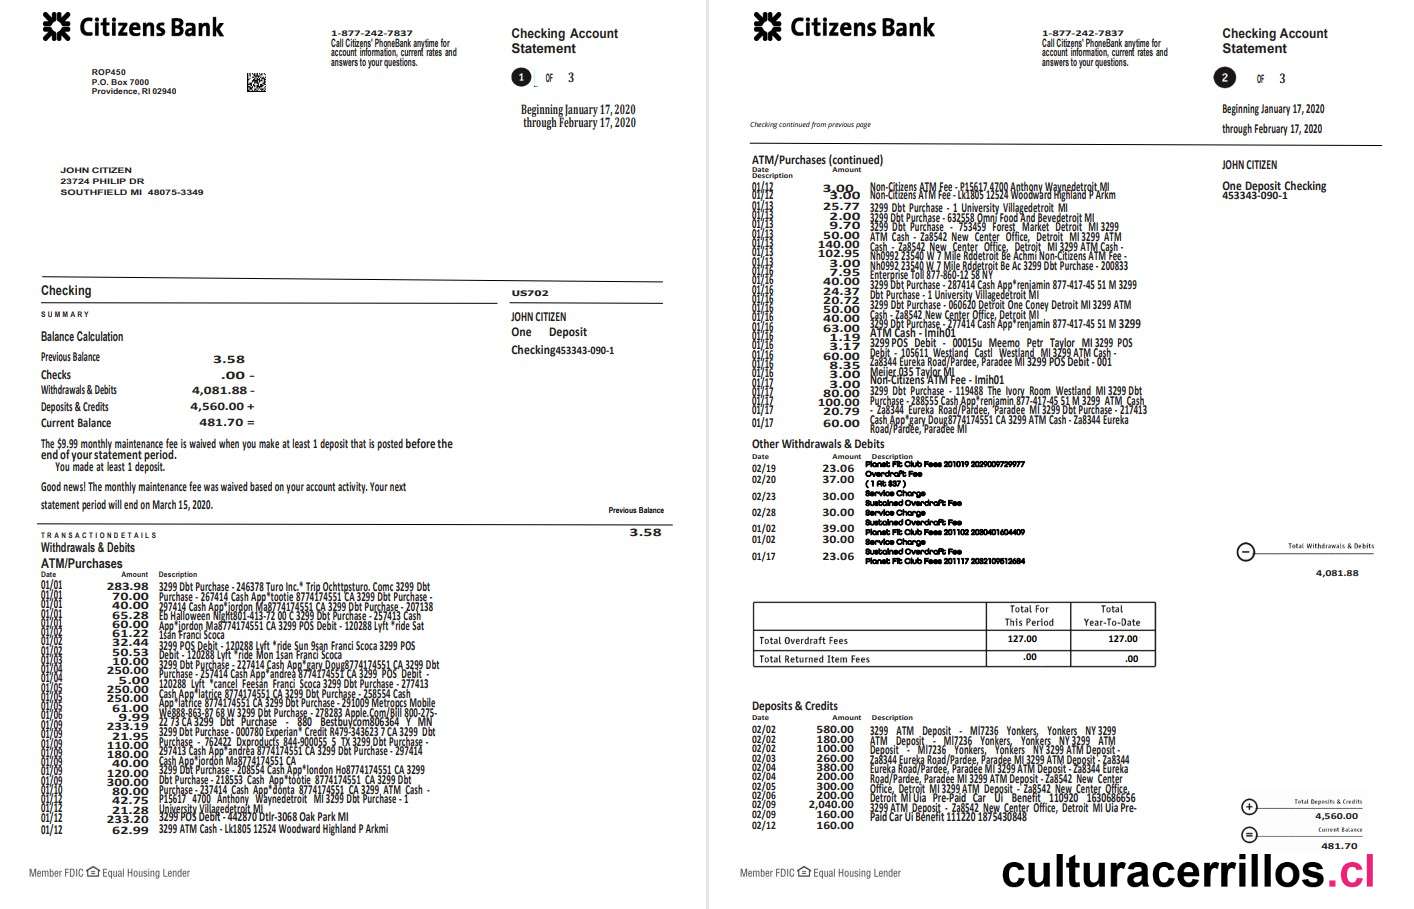 Citizens Bank
1-877-242-7837
Call Citizens' PhoneBank anytime for
account information, current rates and
answers to your questions.
Checking Account
Statement
1 OF 3
Beginning January 17, 2020
through February 17, 2020
ROP450
P.O. Box 7000
Providence, RI 02940
JOHN CITIZEN
23724 PHILIP DR
SOUTHFIELD MI 48075-3349
Checking
SUMMARY
Balance Calculation
Previous Balance 3.58
Checks .00 -
Withdrawals & Debits 4,081.88 -
Deposits & Credits 4,560.00 +
Current Balance 481.70 =
US702
JOHN CITIZEN
One Deposit
Checking453343-090-1
The $9.99 monthly maintenance fee is waived when you make at least 1 deposit that is posted before the
end of your statement period.
You made at least 1 deposit.
Good news! The monthly maintenance fee was waived based on your account activity. Your next
statement period will end on March 15, 2020.
Previous Balance
3.58
TRANSACTIONDETAILS
Withdrawals & Debits
ATM/Purchases
Date Amount Description
01/01 283.98 3299 Dbt Purchase - 246378 Turo Inc.* Trip Ochttpsturo. Comc 3299 Dbt
01/01 70.00 Purchase - 267414 Cash App*tootie 8774174551 CA 3299 Dbt Purchase -
01/01 40.00 297414 Cash App*jordon Ma8774174551 CA 3299 Dbt Purchase - 207138
01/01 65.28 Eb Halloween Night801-413-72 00 C 3299 Dbt Purchase - 257413 Cash
01/01 60.00 App*jordon Ma8774174551 CA 3299 POS Debit - 120288 Lyft *ride Sat
01/02 61.22 1san Franci Scoca
01/02 32.44 3299 POS Debit - 120288 Lyft *ride Sun 9san Franci Scoca 3299 POS
01/02 50.53 Debit - 120288 Lyft *ride Mon 1san Franci Scoca
01/03 10.00 3299 Dbt Purchase - 227414 Cash App*gary Doug8774174551 CA 3299 Dbt
01/04 250.00 Purchase - 257414 Cash App*andrea 8774174551 CA 3299 POS Debit -
01/04 5.00 120288 Lyft *cancel Feesan Franci Scoca 3299 Dbt Purchase - 277413
01/05 250.00 Cash App*latrice 8774174551 CA 3299 Dbt Purchase - 258554 Cash
01/05 250.00 App*latrice 8774174551 CA 3299 Dbt Purchase - 291009 Metropcs Mobile
01/05 61.00 We888-863-87 68 W 3299 Dbt Purchase - 278283 Apple.Com/Bill 800-275-
01/06 9.99 22 73 CA 3299 Dbt Purchase - 880 Bestbuycom806364 Y MN
01/09 233.19 3299 Dbt Purchase - 000780 Experian* Credit R479-343623 7 CA 3299 Dbt
01/09 21.95 Purchase - 762422 Dxproducts 844-900055 5 TX 3299 Dbt Purchase -
01/09 110.00 297413 Cash App*andrea 8774174551 CA 3299 Dbt Purchase - 297414
01/09 180.00 Cash App*jordon Ma8774174551 CA
01/09 40.00 3299 Dbt Purchase - 208554 Cash App*london Ho8774174551 CA 3299
01/09 120.00 Dbt Purchase - 218553 Cash App*tootie 8774174551 CA 3299 Dbt
01/09 300.00 Purchase - 237414 Cash App*donta 8774174551 CA 3299 ATM Cash -
01/10 80.00 P15617 4700 Anthony Waynedetroit MI 3299 Dbt Purchase - 1
01/12 42.75 University Villagedetroit MI
01/12 21.28 3299 POS Debit - 442870 Dtlr-3068 Oak Park MI
01/12 233.20 3299 ATM Cash - Lk1805 12524 Woodward Highland P Arkmi
01/12 62.99
Member FDIC Equal Housing Lender
Citizens Bank
1-877-242-7837
Call Citizens' PhoneBank anytime for
account information, current rates and
answers to your questions.
Checking Account
Statement
2 OF 3
Beginning January 17, 2020
through February 17, 2020
Checking continued from previous page
JOHN CITIZEN
One Deposit Checking
453343-090-1
ATM/Purchases (continued)
Date Amount
Description
01/12 3.00 Non-Citizens ATM Fee - P15617 4700 Anthony Waynedetroit MI
01/12 3.00 Non-Citizens ATM Fee - Lk1805 12524 Woodward Highland P Arkm
01/13 25.77 3299 Dbt Purchase - 1 University Villagedetroit MI
01/13 2.00 3299 Dbt Purchase - 632558 Omni Food And Bevedetroit MI
01/13 9.70 3299 Dbt Purchase - 753459 Forest Market Detroit MI 3299
01/13 50.00 ATM Cash - Za8542 New Center Office, Detroit MI 3299 ATM
01/13 140.00 Cash - Za8542 New Center Office, Detroit MI 3299 ATM Cash -
01/13 102.95 Nh0992 23540 W 7 Mile Rddetroit Be Achmi Non-Citizens ATM Fee -
01/13 3.00 Nh0992 23540 W 7 Mile Rddetroit Be Ac 3299 Dbt Purchase - 200833
01/16 7.95 Enterprise Toll 877-860-12 58 NY
01/16 40.00 3299 Dbt Purchase - 287414 Cash App*renjamin 877-417-45 51 M 3299
01/16 24.37 Dbt Purchase - 1 University Villagedetroit MI
01/16 20.72 3299 Dbt Purchase - 060620 Detroit One Coney Detroit MI 3299 ATM
01/16 50.00 Cash - Za8542 New Center Office, Detroit MI
01/16 40.00 3299 Dbt Purchase - 277414 Cash App*renjamin 877-417-45 51 M 3299
01/16 63.00 ATM Cash - Imih01
01/16 1.19 3299 POS Debit - 00015u Meemo Petr Taylor MI 3299 POS
01/16 3.17 Debit - 105611 Westland Castl Westland MI 3299 ATM Cash -
01/16 60.00 Za8344 Eureka Road/Pardee, Paradee MI 3299 POS Debit - 001
01/16 8.35 Meijer 035 Taylor MI
01/16 3.00 Non-Citizens ATM Fee - Imih01
01/17 3.00 3299 Dbt Purchase - 119488 The Ivory Room Westland MI 3299 Dbt
01/17 80.00 Purchase - 288555 Cash App*renjamin 877-417-45 51 M 3299 ATM Cash
01/17 100.00 - Za8344 Eureka Road/Pardee, Paradee MI 3299 Dbt Purchase - 217413
01/17 20.79 Cash App*gary Doug8774174551 CA 3299 ATM Cash - Za8344 Eureka
01/17 60.00 Road/Pardee, Paradee MI
Other Withdrawals & Debits
Date Amount Description
02/19 23.06 Planet Fit Club Fees 201019 2029009729977
02/20 37.00 Overdraft Fee
( 1 At $37 )
02/23 30.00 Service Charge
Sustained Overdraft Fee
02/28 30.00 Service Charge
Sustained Overdraft Fee
01/02 39.00 Planet Fit Club Fees 201102 2030401604409
01/02 30.00 Service Charge
Sustained Overdraft Fee
01/17 23.06 Planet Fit Club Fees 201117 2032109512684
Total Withdrawals & Debits
4,081.88
Total For This Period Total Year-To-Date
Total Overdraft Fees 127.00 127.00
Total Returned Item Fees .00 .00
Deposits & Credits
Date Amount Description
02/02 580.00 3299 ATM Deposit - Ml7236 Yonkers, Yonkers NY 3299
02/02 180.00 ATM Deposit - Ml7236 Yonkers, Yonkers NY 3299 ATM
02/02 100.00 Deposit - Ml7236 Yonkers, Yonkers NY 3299 ATM Deposit -
02/03 260.00 Za8344 Eureka Road/Pardee, Paradee MI 3299 ATM Deposit - Za8344
02/04 380.00 Eureka Road/Pardee, Paradee MI 3299 ATM Deposit - Za8344 Eureka
02/04 200.00 Road/Pardee, Paradee MI 3299 ATM Deposit - Za8542 New Center
02/05 300.00 Office, Detroit MI 3299 ATM Deposit - Za8542 New Center Office,
02/06 200.00 Detroit MI Uia Pre-Paid Car Ui Benefit 110920 1630686656
02/09 2,040.00 3299 ATM Deposit - Za8542 New Center Office, Detroit MI Uia Pre-
02/09 160.00 Paid Car Ui Benefit 111220 1875430848
02/12 160.00
Total Deposits & Credits
4,560.00
Current Balance
481.70
Member FDIC Equal Housing Lender
culturacerrillos.cl